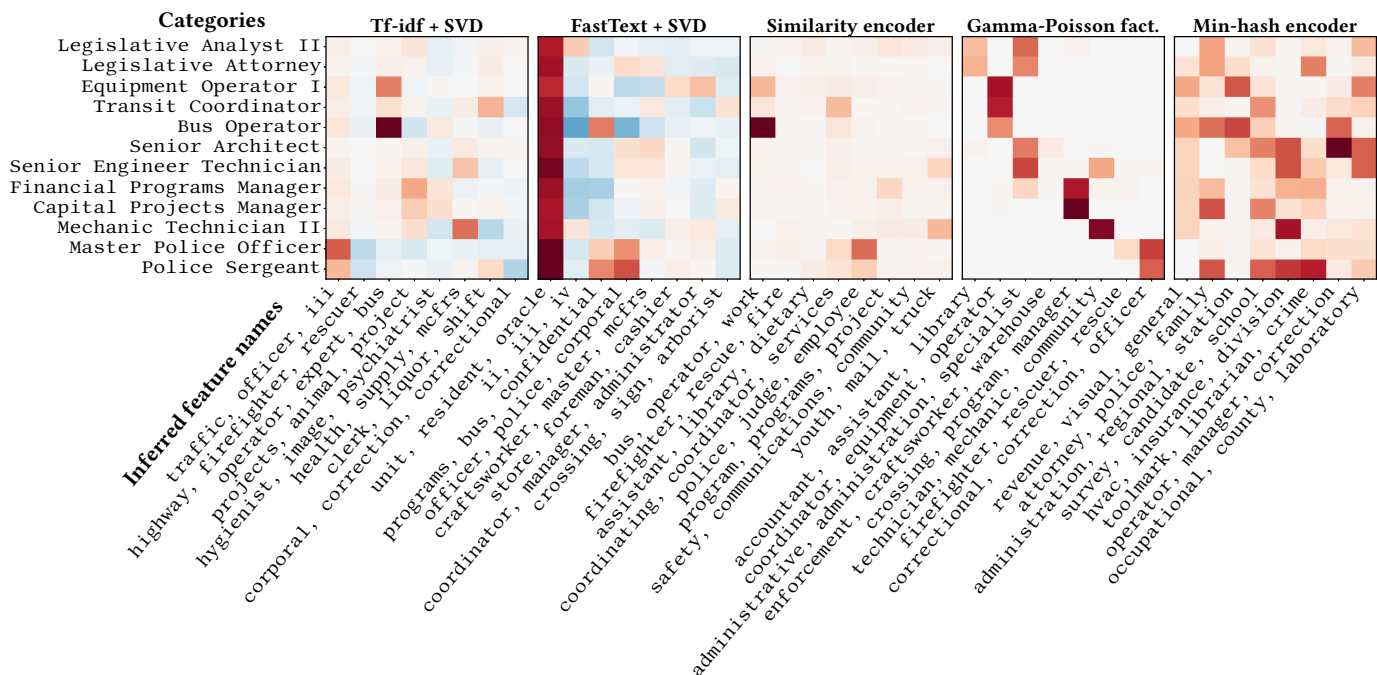 Categories
Tf-idf + SVD
FastText + SVD
Similarity encoder
Gamma-Poisson fact.
Min-hash encoder
Legislative Analyst II
Legislative Attorney
Equipment Operator I
Transit Coordinator
Bus Operator
Senior Architect
Senior Engineer Technician
Financial Programs Manager
Capital Projects Manager
Mechanic Technician II
Master Police Officer
Police Sergeant
Inferred feature names
traffic, officer, iii
highway, firefighter, rescuer
operator, expert, bus
projects, animal, project
hygienist, image, psychiatrist
health, supply, mcfrs
clerk, liquor, shift
corporal, correction, correctional
unit, resident, oracle
ii, iii, iv
programs, bus, confidential
officer, police, corporal
craftsworker, master, mcfrs
store, foreman, cashier
coordinator, manager, administrator
crossing, sign, arborist
bus, operator, work
firefighter, rescue, fire
assistant, library, dietary
coordinating, coordinator, services
police, judge, employee
program, programs, project
safety, communications, community
youth, mail, truck
accountant, assistant, library
coordinator, equipment, operator
administrative, administration, specialist
enforcement, craftsworker, warehouse
crossing, program, manager
technician, mechanic, community
firefighter, rescuer, rescue
correctional, correction, officer
revenue, visual, general
attorney, police, family
administration, regional, station
survey, candidate, school
hvac, insurance, division
toolmark, librarian, crime
operator, manager, correction
occupational, county, laboratory